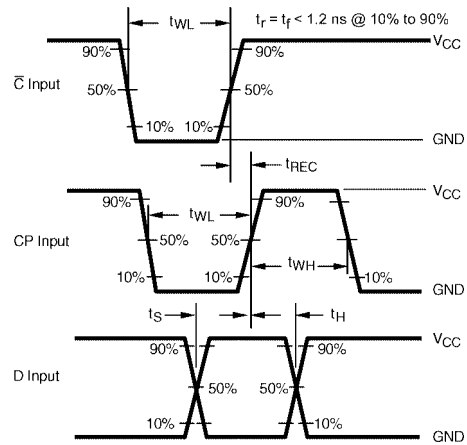 tWL
tr = tf < 1.2 ns @ 10% to 90%
VCC
90%
90%
C̅ Input
50%
50%
10%
10%
GND
tREC
VCC
90%
90%
tWL
CP Input
50%
50%
tWH
10%
10%
10%
GND
tS
tH
VCC
90%
90%
D Input
50%
50%
10%
10%
GND